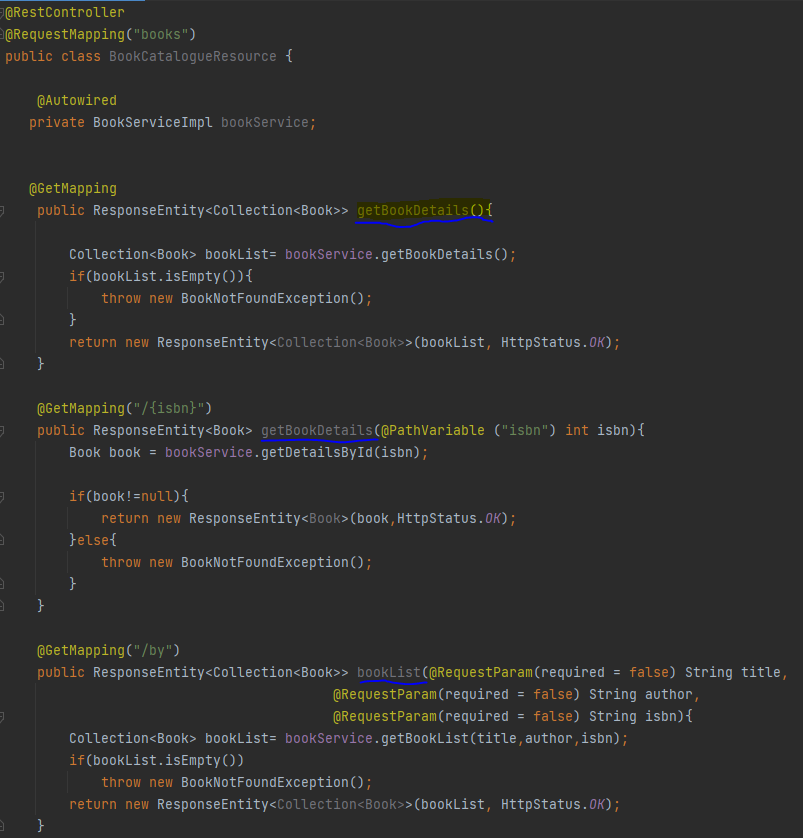 @RestController
@RequestMapping("books")
public class BookCatalogueResource {
@Autowired
private BookServiceImpl bookService;
@GetMapping
public ResponseEntity<Collection<Book>> getBookDetails(){
Collection<Book> bookList= bookService.getBookDetails();
if(bookList.isEmpty()){
throw new BookNotFoundException();
}
return new ResponseEntity<Collection<Book>>(bookList, HttpStatus.OK);
}
@GetMapping("/{isbn}")
public ResponseEntity<Book> getBookDetails(@PathVariable ("isbn") int isbn){
Book book = bookService.getDetailsById(isbn);
if(book!=null){
return new ResponseEntity<Book>(book,HttpStatus.OK);
}else{
throw new BookNotFoundException();
}
}
@GetMapping("/by")
public ResponseEntity<Collection<Book>> bookList(@RequestParam(required = false) String title,
@RequestParam(required = false) String author,
@RequestParam(required = false) String isbn){
Collection<Book> bookList= bookService.getBookList(title,author,isbn);
if(bookList.isEmpty())
throw new BookNotFoundException();
return new ResponseEntity<Collection<Book>>(bookList, HttpStatus.OK);
}